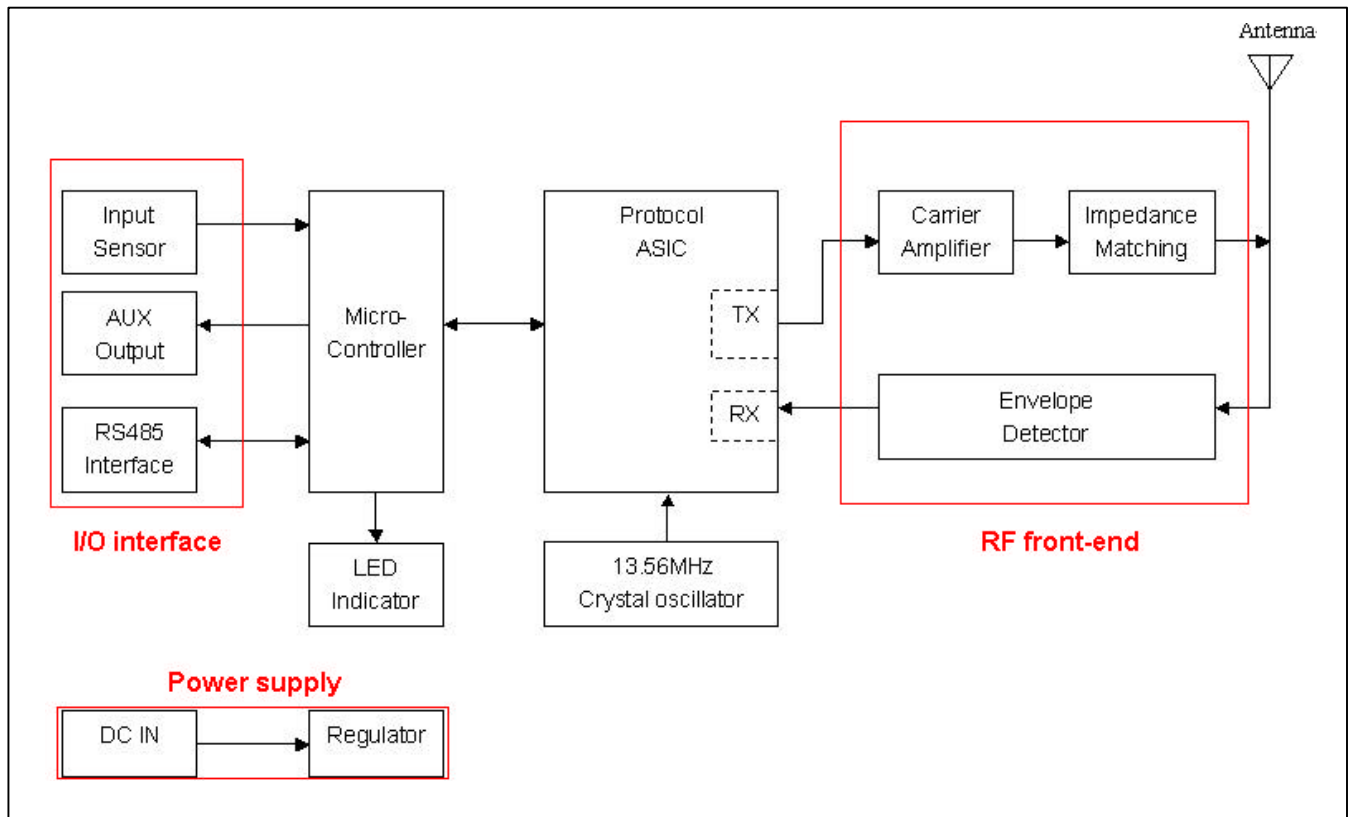 Antenna
Input
Sensor
AUX
Output
RS485
Interface
I/O interface
Micro-
Controller
LED
Indicator
Protocol
ASIC
TX
RX
13.56MHz
Crystal oscillator
Carrier
Amplifier
Impedance
Matching
Envelope
Detector
RF front-end
Power supply
DC IN
Regulator